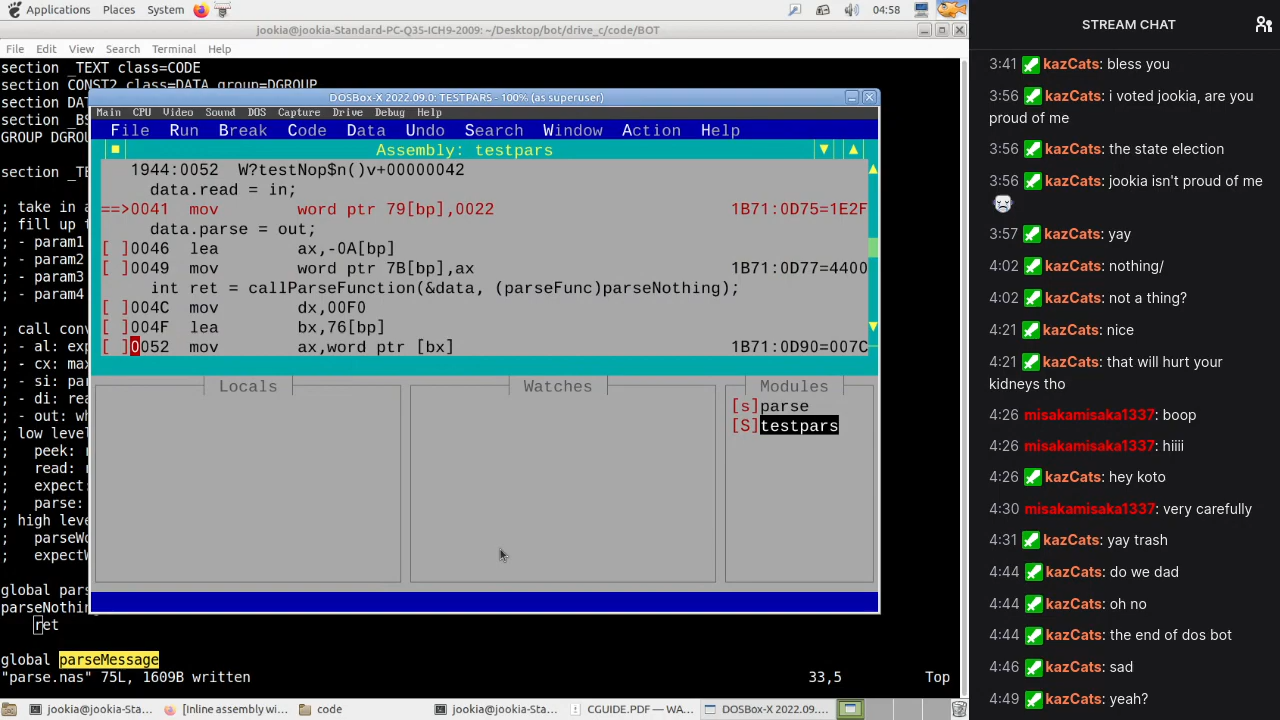 Applications Places System 04:58
jookia@jookia-Standard-PC-Q35-ICH9-2009: ~/Desktop/bot/drive_c/code/BOT
File Edit View Search Terminal Help
section _TEXT class=CODE
section CONST2 class=DATA group=DGROUP
section DA
section _BS
GROUP DGRO
section _TE
; take in a
; fill up t
; - param1
; - param2
; - param3
; - param4
; call conv
; - al: exp
; - cx: max
; - si: par
; - di: rea
; - out: wh
; low level
;   peek: r
;   read: r
;   expect:
;   parse:
; high leve
;   parseWo
;   expectW
global pars
parseNothin
ret
global parseMessage
"parse.nas" 75L, 1609B written 33,5 Top
DOSBox-X 2022.09.0: TESTPARS - 100% (as superuser)
Main CPU Video Sound DOS Capture Drive Debug Help
File Run Break Code Data Undo Search Window Action Help
Assembly: testpars
1944:0052 W?testNop$n()v+00000042
data.read = in;
==>0041 mov word ptr 79[bp],0022 1B71:0D75=1E2F
data.parse = out;
[ ]0046 lea ax,-0A[bp]
[ ]0049 mov word ptr 7B[bp],ax 1B71:0D77=4400
int ret = callParseFunction(&data, (parseFunc)parseNothing);
[ ]004C mov dx,00F0
[ ]004F lea bx,76[bp]
[ ]0052 mov ax,word ptr [bx] 1B71:0D90=007C
Locals
Watches
Modules
[s]parse
[S]testpars
jookia@jookia-Sta...
[inline assembly wi...
code
jookia@jookia-Sta...
CGUIDE.PDF — WA...
DOSBox-X 2022.09....
STREAM CHAT
3:41 kazCats: bless you
3:56 kazCats: i voted jookia, are you
proud of me
3:56 kazCats: the state election
3:56 kazCats: jookia isn't proud of me
3:57 kazCats: yay
4:02 kazCats: nothing/
4:02 kazCats: not a thing?
4:21 kazCats: nice
4:21 kazCats: that will hurt your
kidneys tho
4:26 misakamisaka1337: boop
4:26 misakamisaka1337: hiiii
4:26 kazCats: hey koto
4:30 misakamisaka1337: very carefully
4:31 kazCats: yay trash
4:44 kazCats: do we dad
4:44 kazCats: oh no
4:44 kazCats: the end of dos bot
4:46 kazCats: sad
4:49 kazCats: yeah?